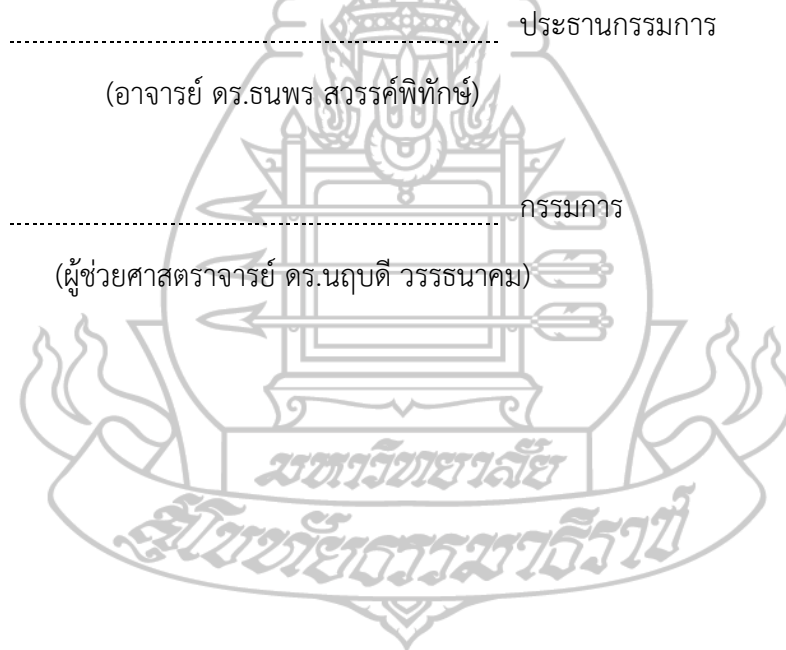 ประธานกรรมการ
(อาจารย์ ดร.ธนพร สวรรค์พิทักษ์)
กรรมการ
(ผู้ช่วยศาสตราจารย์ ดร.นฤบดี วรรธนาคม)
มหาวิทยาลัย
สุโขทัยธรรมาธิราช